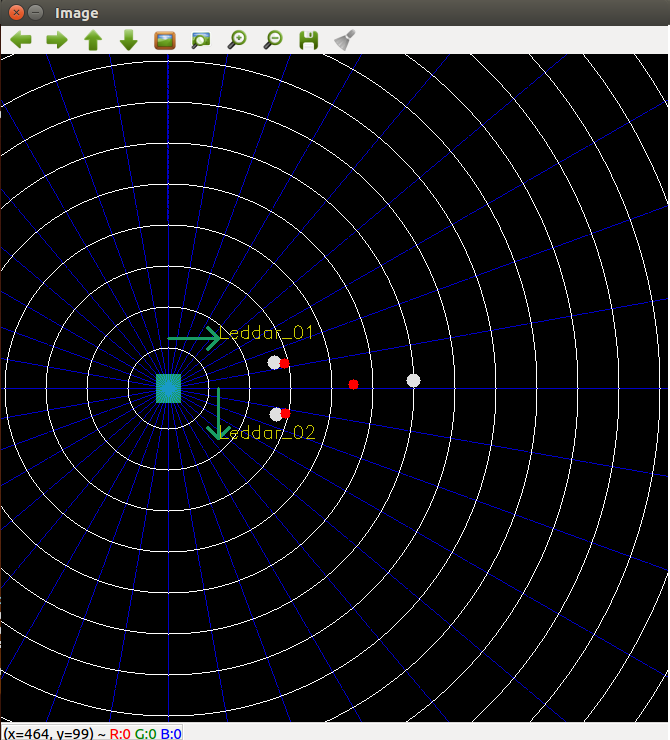 Image
Leddar_01
Leddar_02
(x=464, y=99) ~ R:0 G:0 B:0